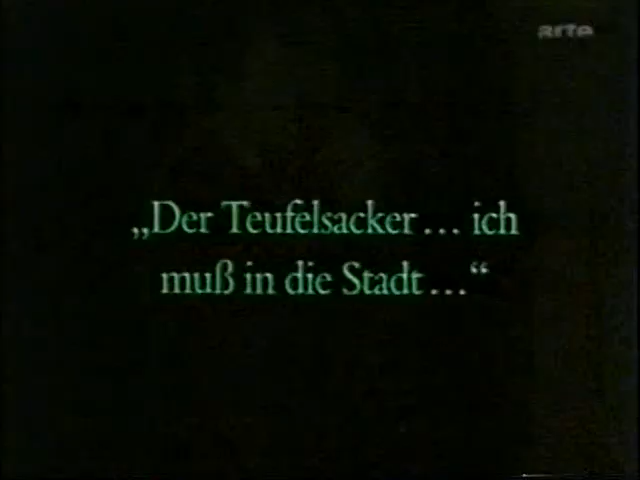 arte
„Der Teufelsacker... ich
muß in die Stadt...“